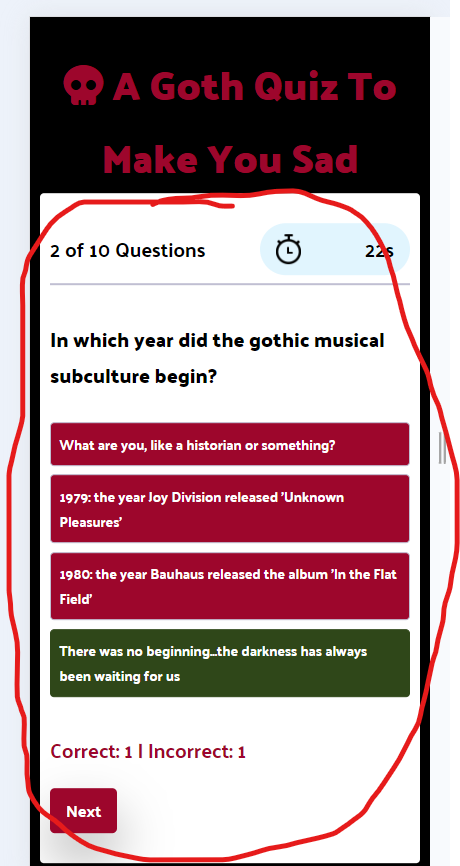 A Goth Quiz To
Make You Sad
2 of 10 Questions
22s
In which year did the gothic musical
subculture begin?
What are you, like a historian or something?
1979: the year Joy Division released 'Unknown
Pleasures'
1980: the year Bauhaus released the album 'In the Flat
Field'
There was no beginning...the darkness has always
been waiting for us
Correct: 1 | Incorrect: 1
Next